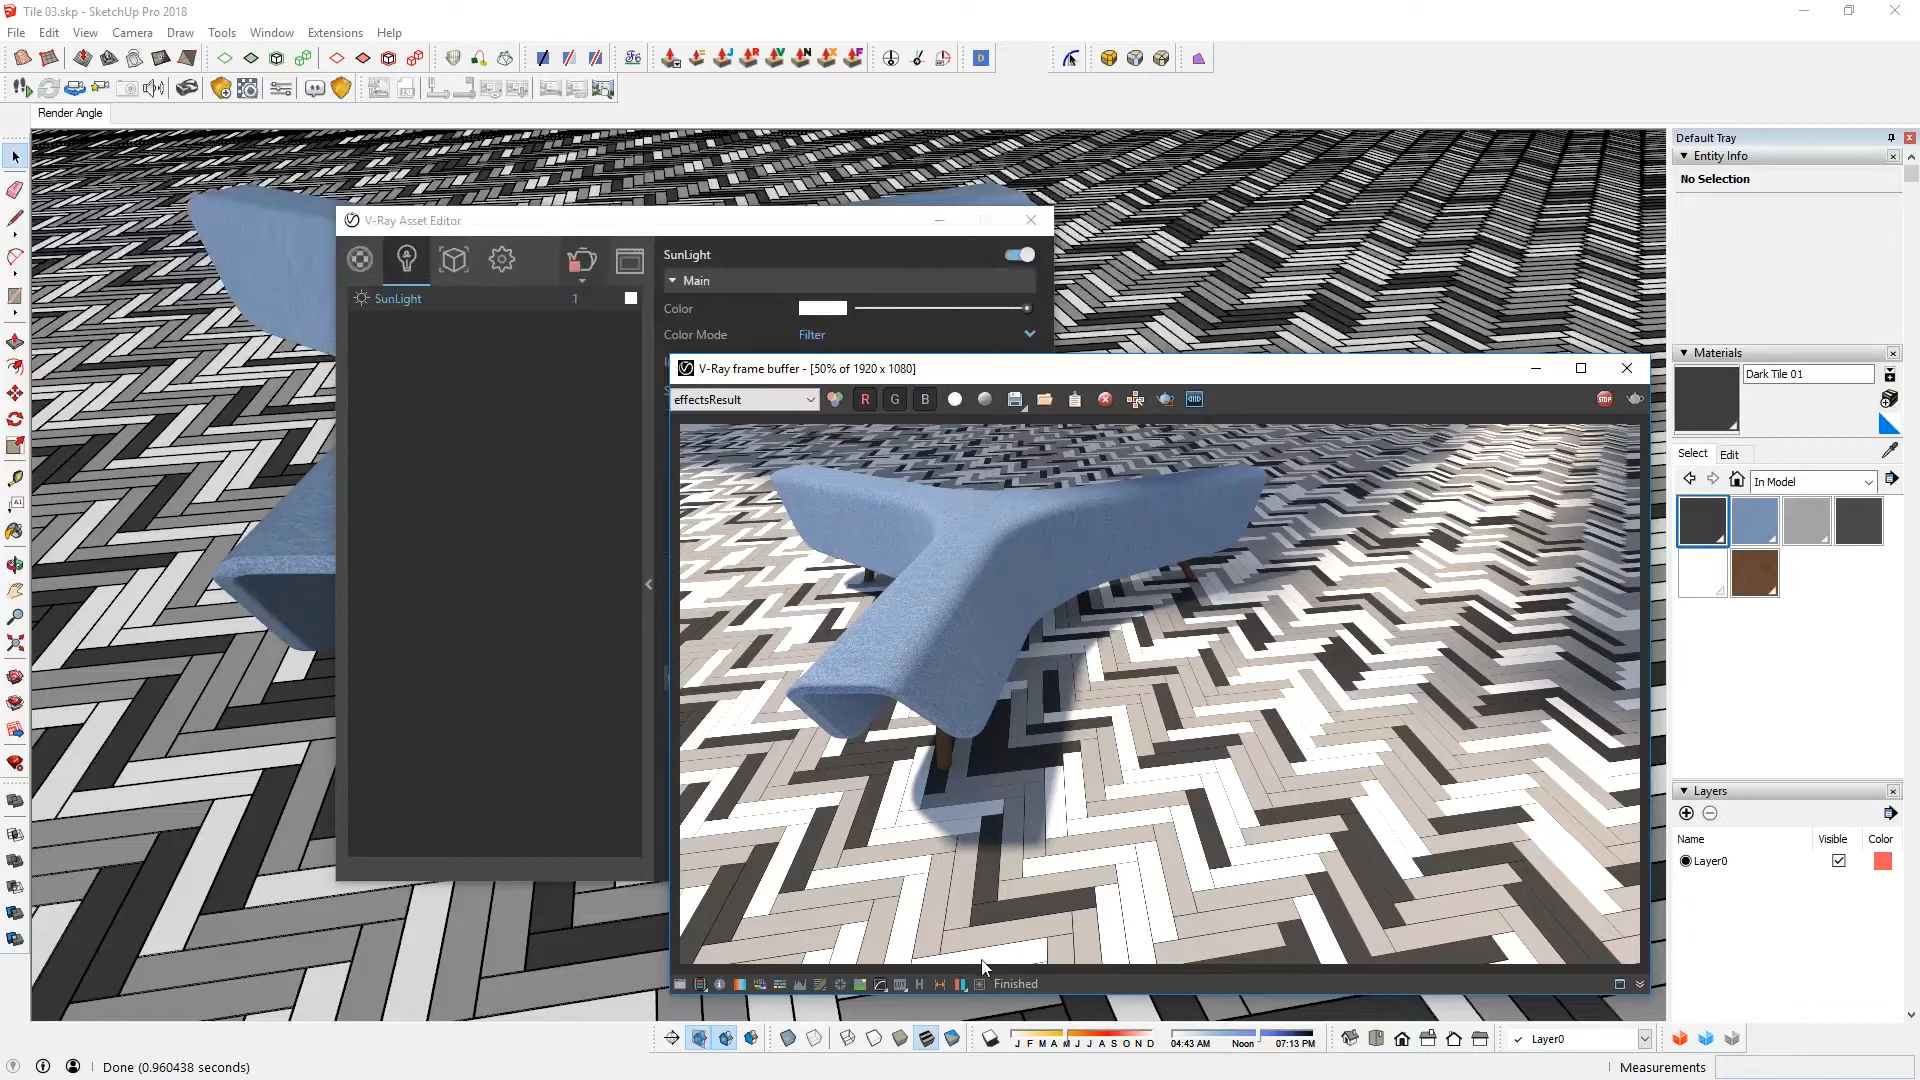 Tile 03.skp - SketchUp Pro 2018
File Edit View Camera Draw Tools Window Extensions Help
Render Angle
V-Ray Asset Editor
SunLight
Main
SunLight 1
Color
Color Mode Filter
V-Ray frame buffer - [50% of 1920 x 1080]
effectsResult
R G B
STOP
HSL
H
Finished
Default Tray
Entity Info
No Selection
Materials
Dark Tile 01
Select Edit
In Model
Layers
Name Visible Color
Layer0
J F M A M J J A S O N D
04:43 AM Noon 07:13 PM
Layer0
Done (0.960438 seconds)
Measurements